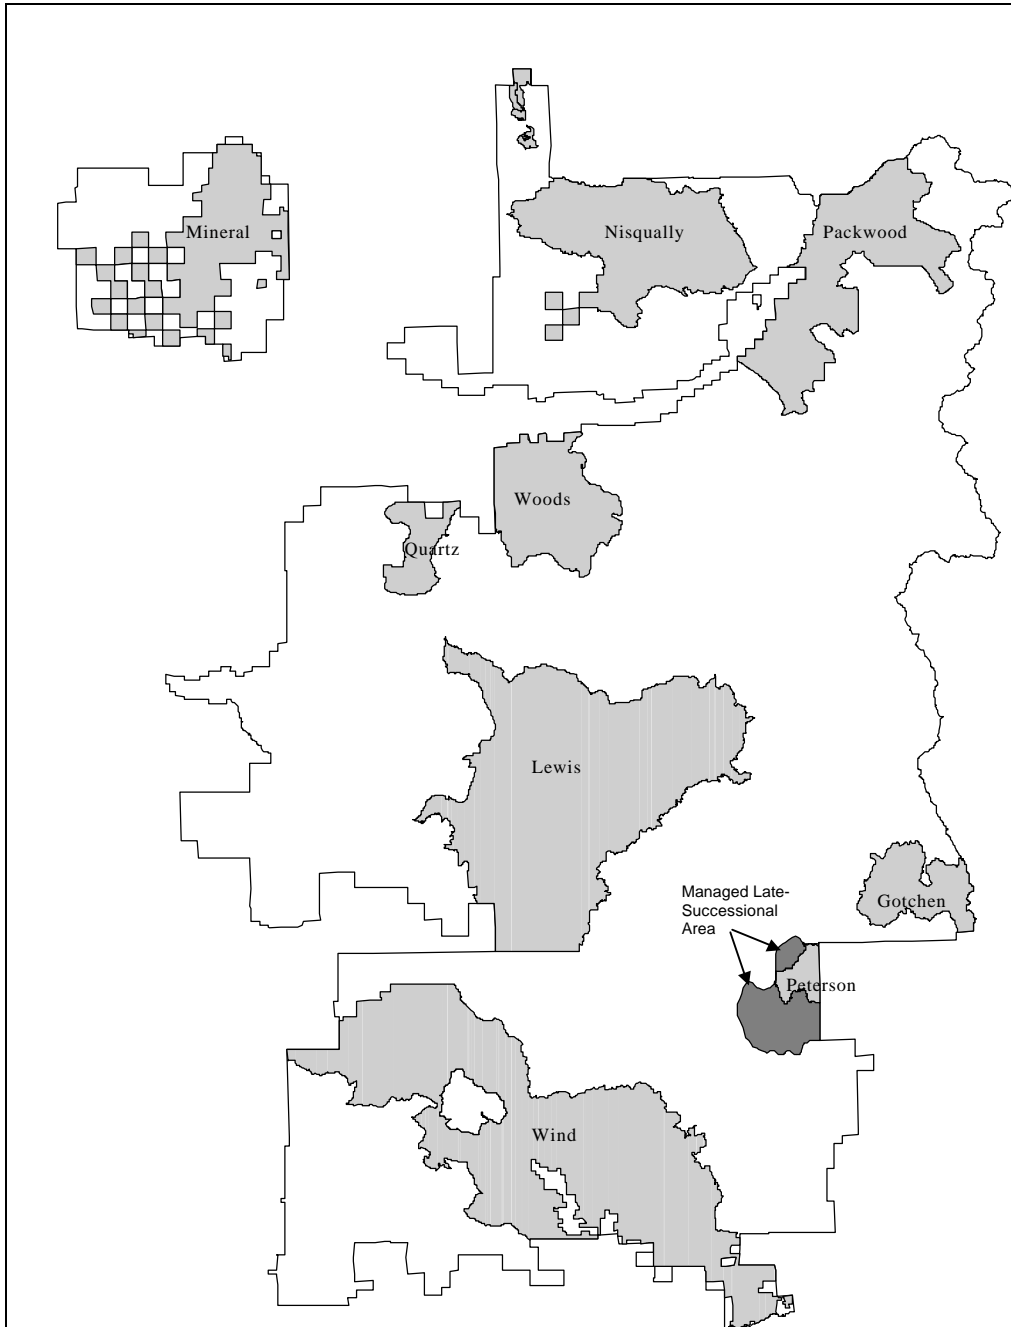 Mineral
Nisqually
Packwood
Woods
Quartz
Lewis
Managed Late-
Successional
Area
Gotchen
Peterson
Wind